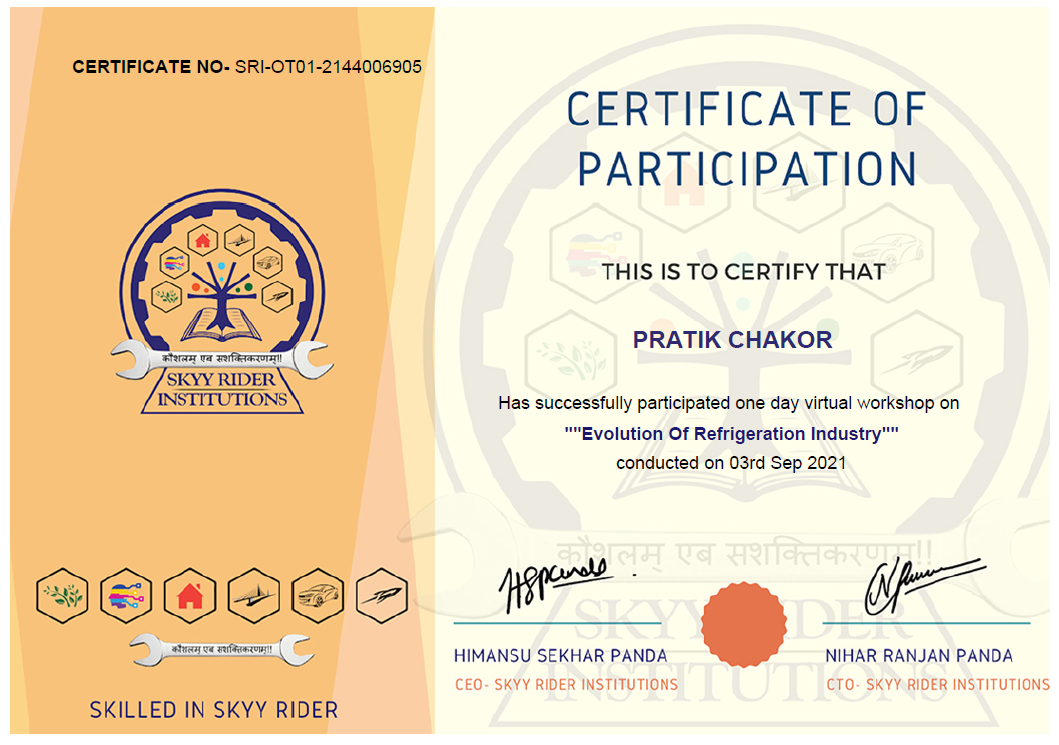 CERTIFICATE NO- SRI-OT01-2144006905
कौशलम् एब सशक्तिकरणम्!!
SKYY RIDER
INSTITUTIONS
कौशलम् एब सशक्तिकरणम्!!
SKILLED IN SKYY RIDER
CERTIFICATE OF
PARTICIPATION
THIS IS TO CERTIFY THAT
PRATIK CHAKOR
Has successfully participated one day virtual workshop on
""Evolution Of Refrigeration Industry""
conducted on 03rd Sep 2021
कौशलम् एब सशक्तिकरणम्!!
SKYY RIDER
INSTITUTIONS
HIMANSU SEKHAR PANDA
CEO- SKYY RIDER INSTITUTIONS
NIHAR RANJAN PANDA
CTO- SKYY RIDER INSTITUTIONS